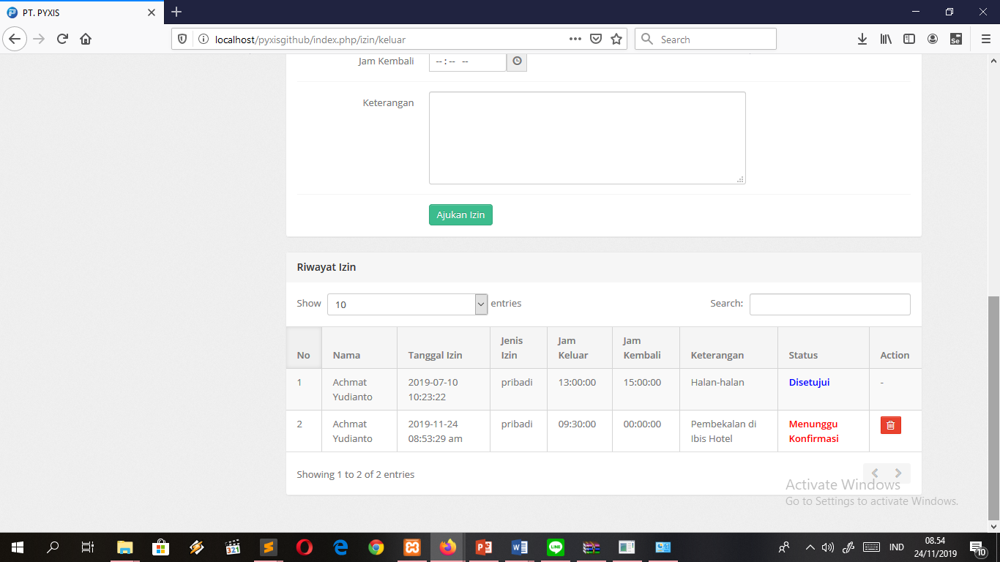 PT. PYXIS
localhost/pyxisgithub/index.php/izin/keluar
Search
Jam Kembali
-- : -- --
Keterangan
Ajukan Izin
Riwayat Izin
Show 10 entries
Search:
No Nama Tanggal Izin Jenis Izin Jam Keluar Jam Kembali Keterangan Status Action
1 Achmat Yudianto 2019-07-10 10:23:22 pribadi 13:00:00 15:00:00 Halan-halan Disetujui -
2 Achmat Yudianto 2019-11-24 08:53:29 am pribadi 09:30:00 00:00:00 Pembekalan di Ibis Hotel Menunggu Konfirmasi
Showing 1 to 2 of 2 entries
Activate Windows
Go to Settings to activate Windows.
IND
08.54
24/11/2019
10